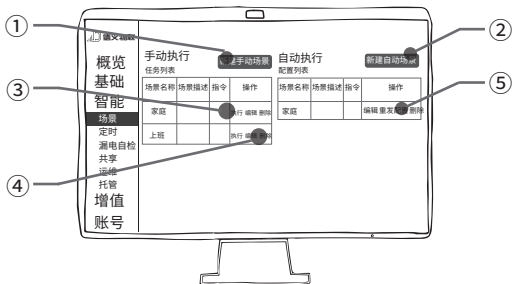 ①
②
③
④
⑤
概览
基础
智能
场景
定时
漏电自检
共享
运维
托管
增值
账号
手动执行
任务列表
建手动场景
场景名称 场景描述 指令 操作
家庭 执行 编辑 删除
上班 执行 编辑 删除
自动执行
配置列表
新建自动场景
场景名称 场景描述 指令 操作
家庭 编辑 重发配置 删除